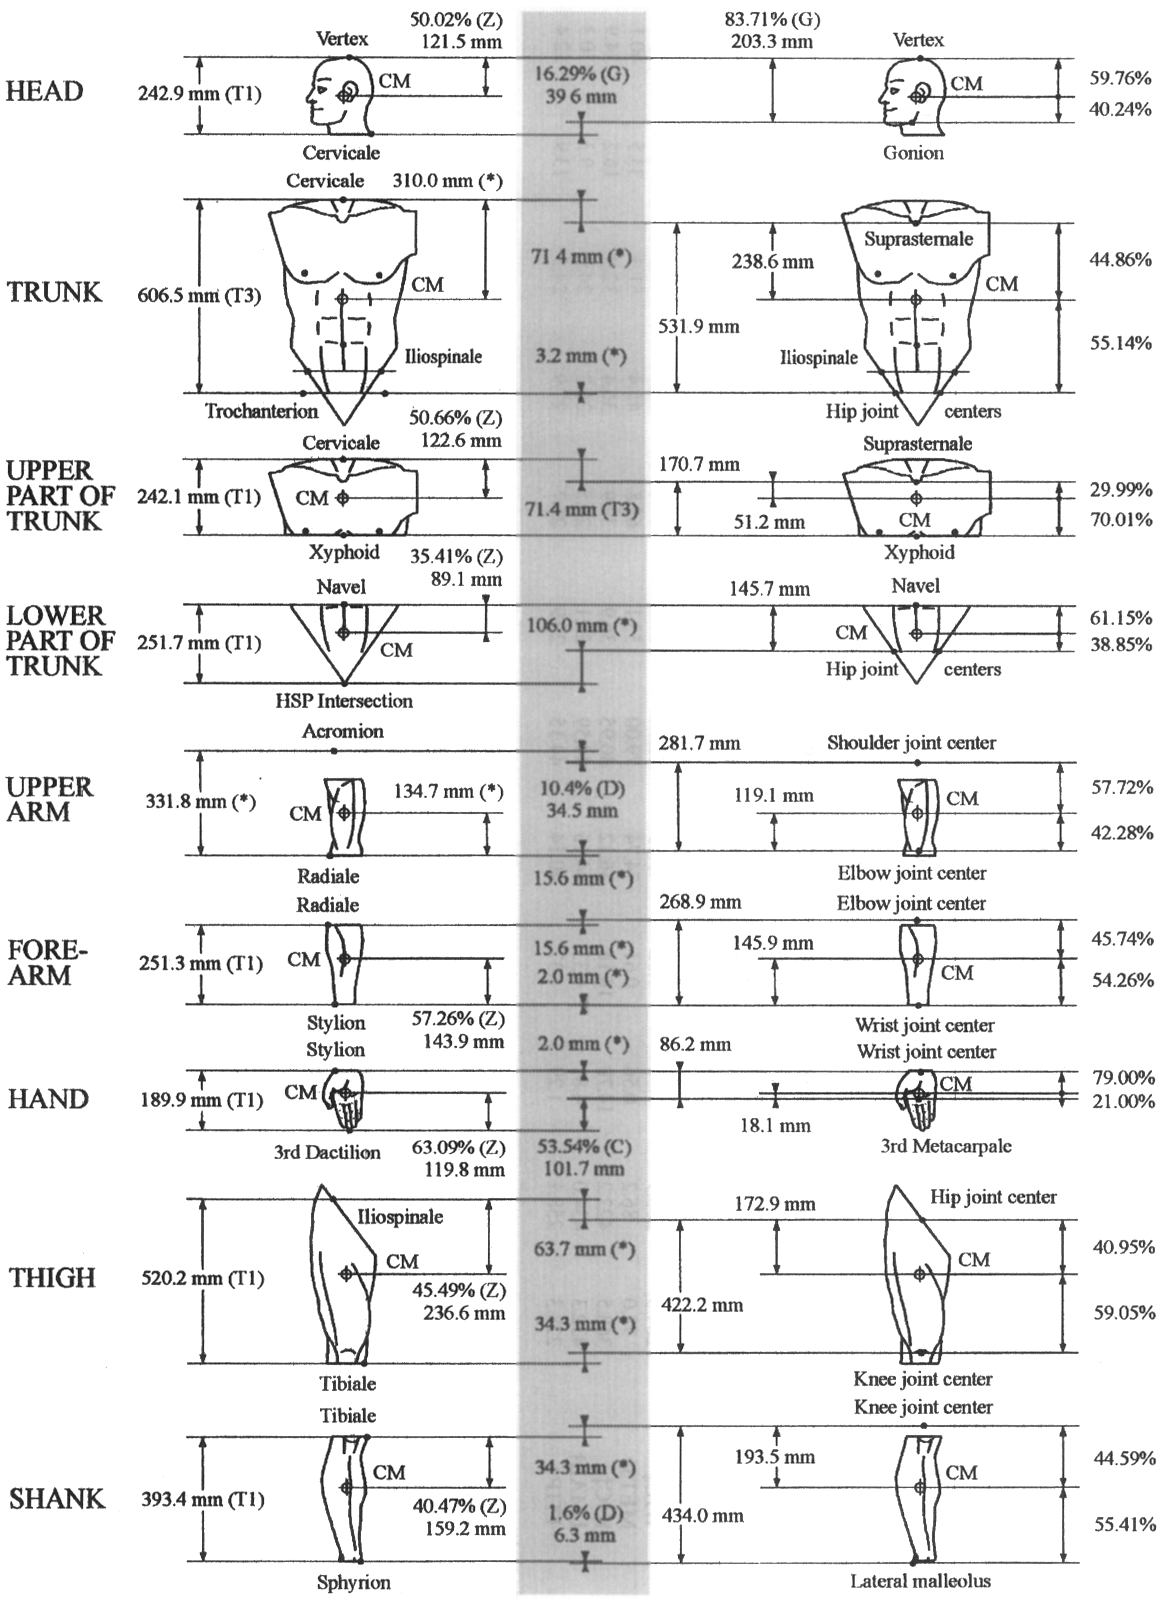 HEAD
50.02% (Z)
121.5 mm
Vertex
CM
242.9 mm (T1)
Cervicale
16.29% (G)
39 6 mm
83.71% (G)
203.3 mm
Vertex
CM
59.76%
40.24%
Gonion
TRUNK
Cervicale
310.0 mm (*)
606.5 mm (T3)
CM
Iliospinale
Trochanterion
71 4 mm (*)
3.2 mm (*)
Suprasternale
238.6 mm
531.9 mm
CM
44.86%
55.14%
Iliospinale
Hip joint centers
UPPER
PART OF
TRUNK
50.66% (Z)
122.6 mm
Cervicale
242.1 mm (T1)
CM
Xyphoid
71.4 mm (T3)
Suprasternale
170.7 mm
51.2 mm
CM
29.99%
70.01%
Xyphoid
LOWER
PART OF
TRUNK
35.41% (Z)
89.1 mm
Navel
251.7 mm (T1)
CM
HSP Intersection
106.0 mm (*)
145.7 mm
Navel
CM
61.15%
38.85%
Hip joint centers
UPPER
ARM
Acromion
331.8 mm (*)
CM
134.7 mm (*)
Radiale
10.4% (D)
34.5 mm
15.6 mm (*)
281.7 mm
Shoulder joint center
119.1 mm
CM
57.72%
42.28%
Elbow joint center
FORE-
ARM
Radiale
251.3 mm (T1)
CM
Stylion
57.26% (Z)
143.9 mm
15.6 mm (*)
2.0 mm (*)
268.9 mm
Elbow joint center
145.9 mm
CM
45.74%
54.26%
Wrist joint center
HAND
Stylion
189.9 mm (T1)
CM
3rd Dactilion
63.09% (Z)
119.8 mm
2.0 mm (*)
53.54% (C)
101.7 mm
86.2 mm
Wrist joint center
CM
18.1 mm
79.00%
21.00%
3rd Metacarpale
THIGH
Iliospinale
520.2 mm (T1)
CM
45.49% (Z)
236.6 mm
Tibiale
63.7 mm (*)
34.3 mm (*)
172.9 mm
Hip joint center
422.2 mm
CM
40.95%
59.05%
Knee joint center
SHANK
Tibiale
393.4 mm (T1)
CM
40.47% (Z)
159.2 mm
Sphyrion
34.3 mm (*)
1.6% (D)
6.3 mm
Knee joint center
193.5 mm
434.0 mm
CM
44.59%
55.41%
Lateral malleolus